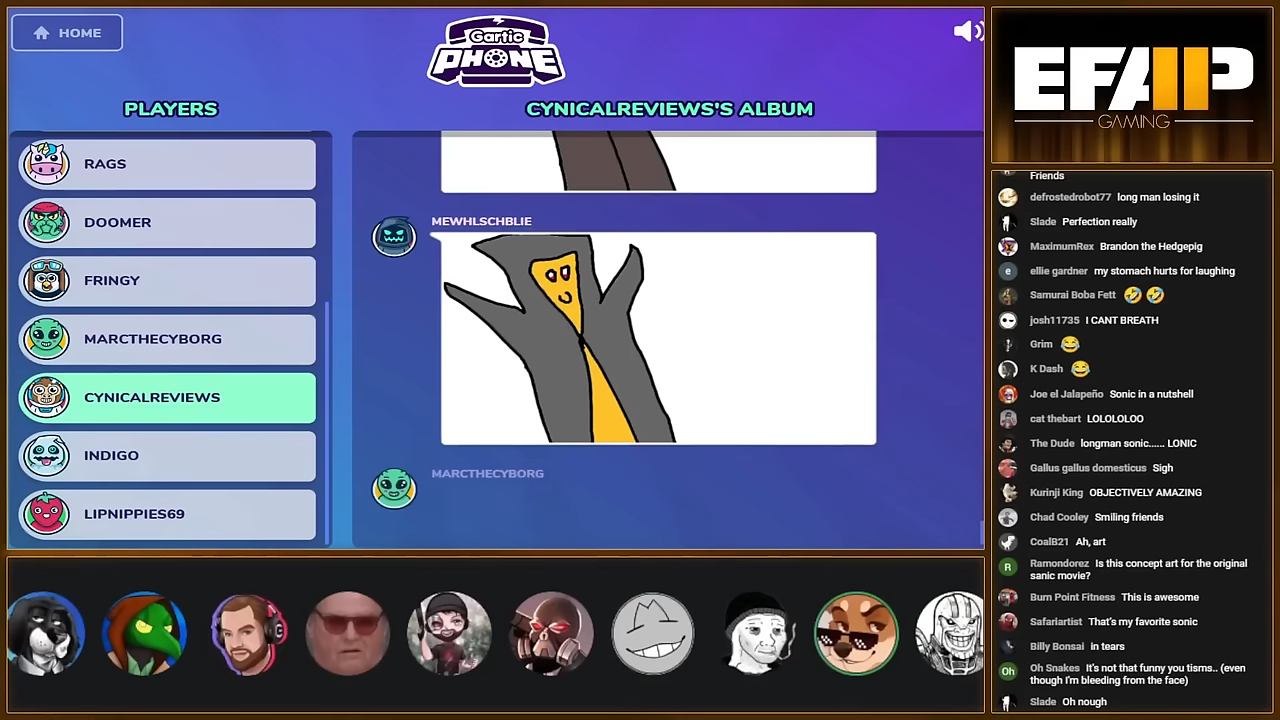 HOME
Gartic
PHONE
PLAYERS
RAGS
DOOMER
FRINGY
MARCTHECYBORG
CYNICALREVIEWS
INDIGO
LIPNIPPIES69
CYNICALREVIEWS'S ALBUM
MEWHLSCHBLIE
MARCTHECYBORG
EFAP
GAMING
Friends
defrostedrobot77 long man losing it
Slade Perfection really
MaximumRex Brandon the Hedgepig
e
ellie gardner my stomach hurts for laughing
Samurai Boba Fett 🤣🤣
josh11735 I CANT BREATH
Grim 😂
K Dash 😂
Joe el Jalapeño Sonic in a nutshell
cat thebart LOLOLOLOO
The Dude longman sonic...... LONIC
Gallus gallus domesticus Sigh
Kurinji King OBJECTIVELY AMAZING
Chad Cooley Smiling friends
CoalB21 Ah, art
R
Ramondorez Is this concept art for the original
sanic movie?
Burn Point Fitness This is awesome
Safariartist That's my favorite sonic
Billy Bonsai in tears
Oh
Oh Snakes It's not that funny you tisms.. (even
though I'm bleeding from the face)
Slade Oh nough